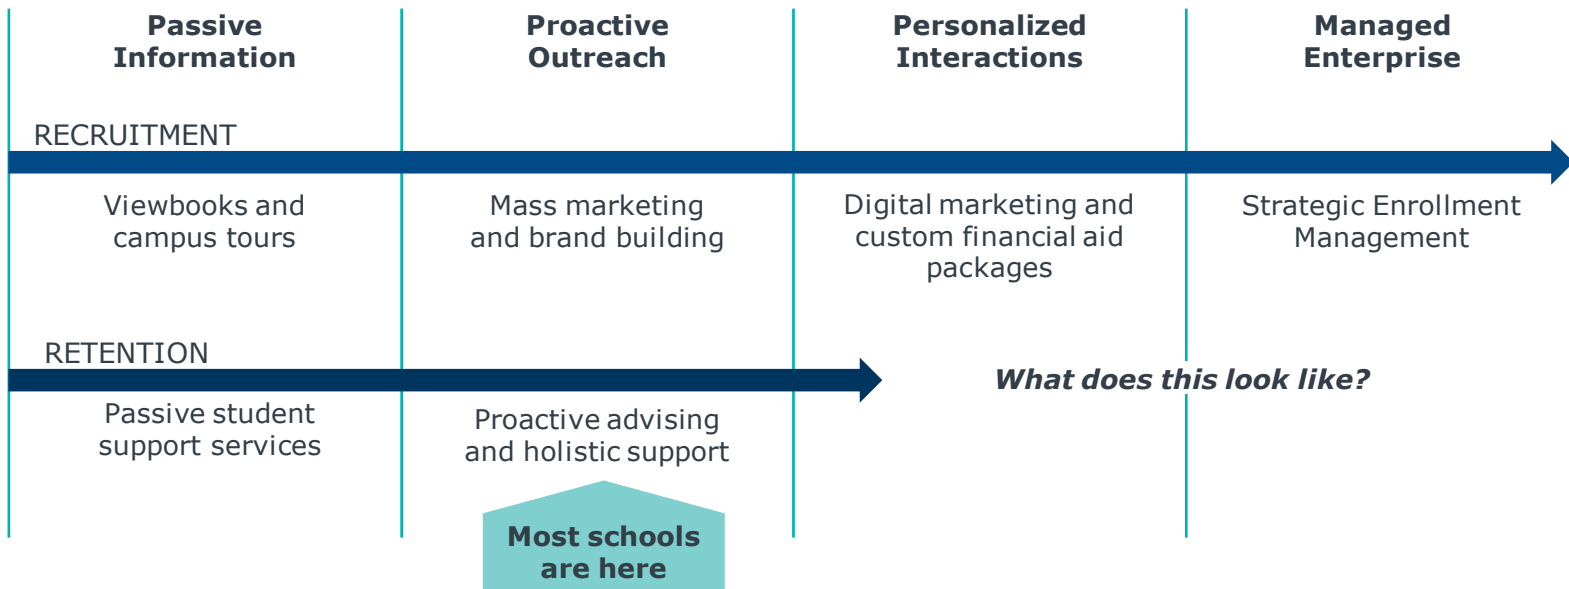 Passive
Information
Proactive
Outreach
Personalized
Interactions
Managed
Enterprise
RECRUITMENT
Viewbooks and
campus tours
Mass marketing
and brand building
Digital marketing and
custom financial aid
packages
Strategic Enrollment
Management
RETENTION
What does this look like?
Passive student
support services
Proactive advising
and holistic support
Most schools
are here